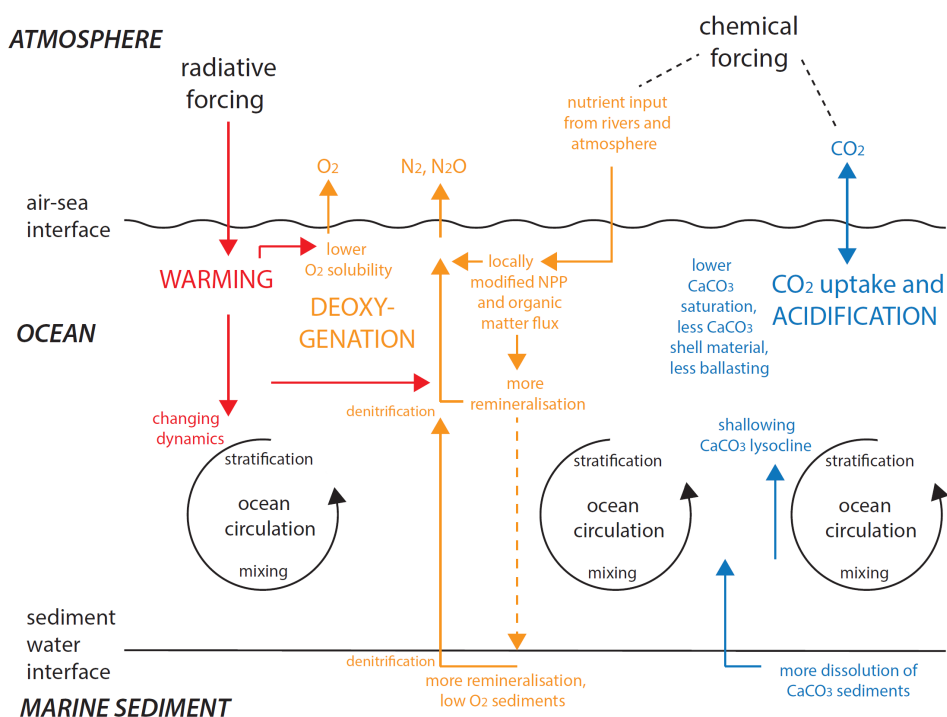 ATMOSPHERE
radiative
forcing
chemical
forcing
nutrient input
from rivers and
atmosphere
CO₂
O₂
N₂, N₂O
air-sea
interface
WARMING
lower
O₂ solubility
DEOXY-
GENATION
locally
modified NPP
and organic
matter flux
lower
CaCO₃
saturation,
less CaCO₃
shell material,
less ballasting
CO₂ uptake and
ACIDIFICATION
OCEAN
more
remineralisation
denitrification
changing
dynamics
shallowing
CaCO₃ lysocline
stratification
ocean
circulation
mixing
stratification
ocean
circulation
mixing
stratification
ocean
circulation
mixing
sediment
water
interface
denitrification
more remineralisation,
low O₂ sediments
more dissolution of
CaCO₃ sediments
MARINE SEDIMENT